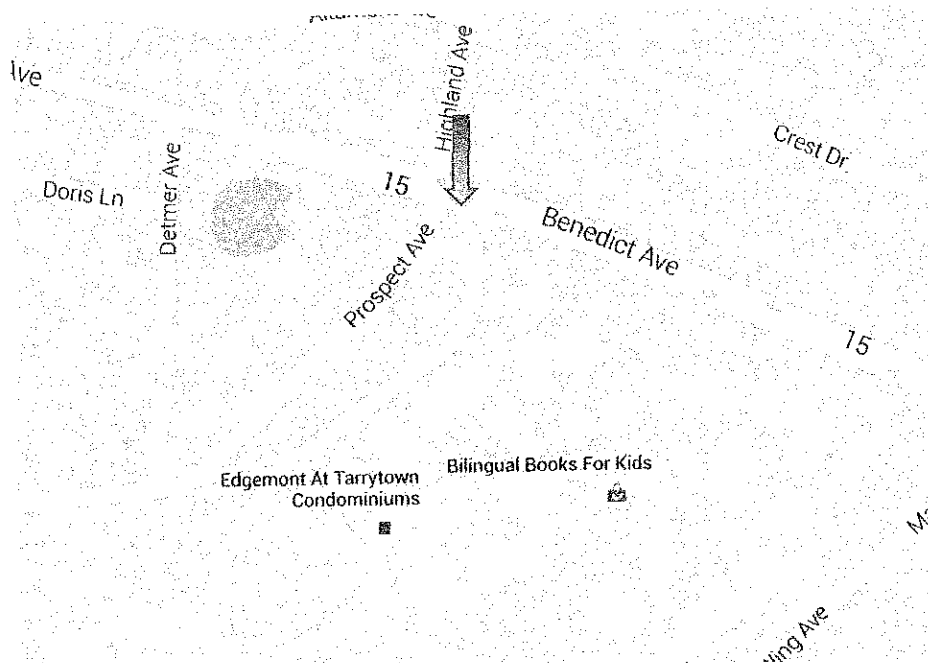 Highland Ave
Ave
Crest Dr
Doris Ln
Detmer Ave
15
Prospect Ave
Benedict Ave
15
Edgemont At Tarrytown
Condominiums
Bilingual Books For Kids